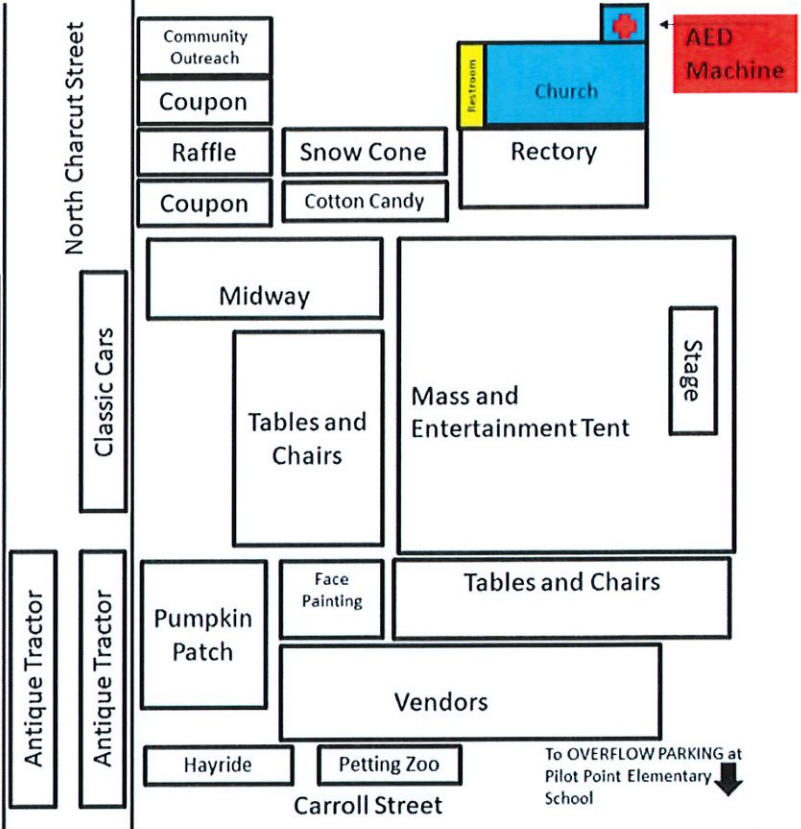 North Charcut Street
Community
Outreach
AED
Machine
Restroom
Church
Coupon
Raffle
Snow Cone
Rectory
Coupon
Cotton Candy
Midway
Classic Cars
Stage
Mass and
Entertainment Tent
Tables and
Chairs
Face
Painting
Tables and Chairs
Pumpkin
Patch
Antique Tractor
Antique Tractor
Vendors
Hayride
Petting Zoo
To OVERFLOW PARKING at
Pilot Point Elementary
School
Carroll Street